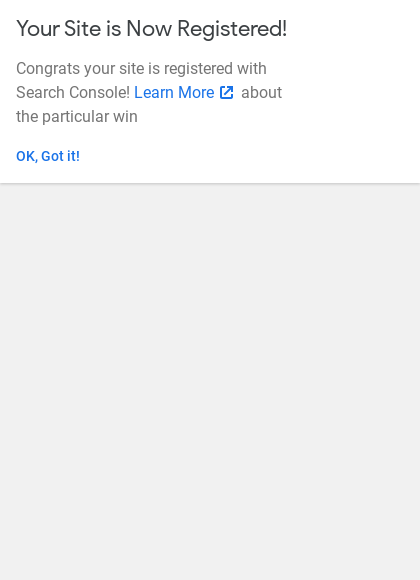 Your Site is Now Registered!
Congrats your site is registered with
Search Console! Learn More about
the particular win
OK, Got it!